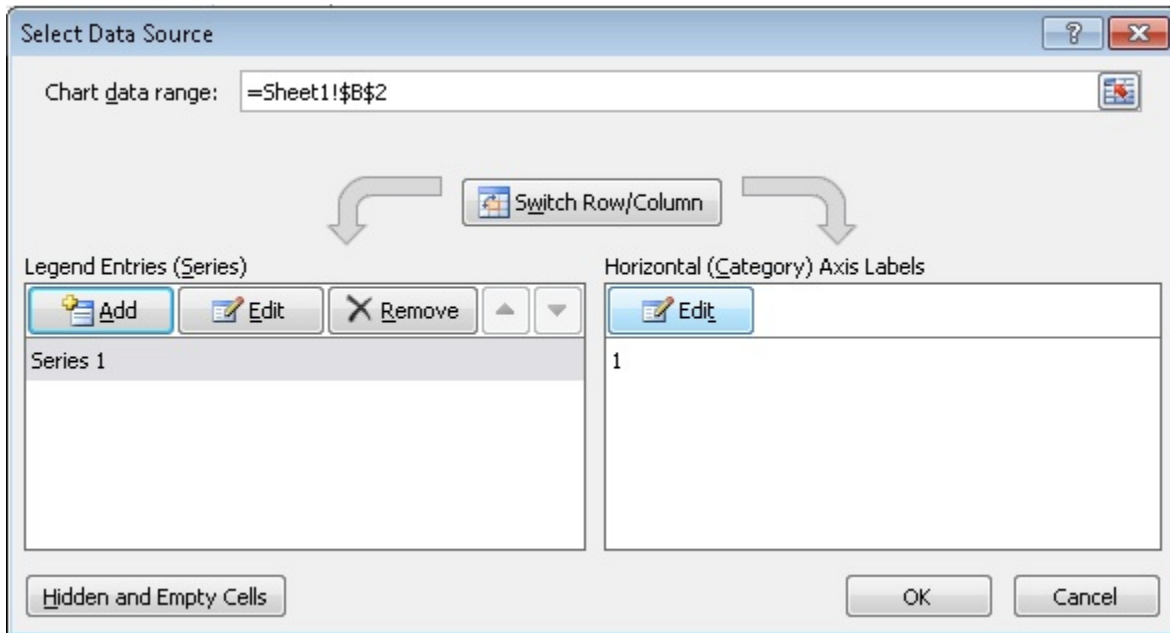 Select Data Source
Chart data range: =Sheet1!$B$2
Switch Row/Column
Legend Entries (Series)
Add Edit Remove
Series 1
Horizontal (Category) Axis Labels
Edit
1
Hidden and Empty Cells
OK Cancel